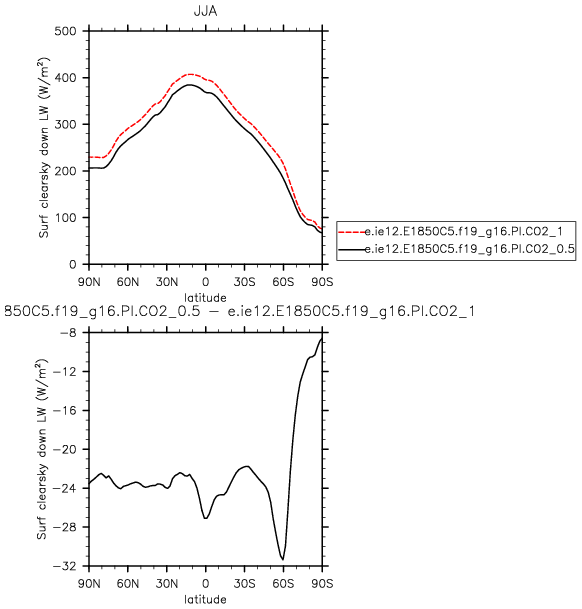 JJA
500
400
300
200
100
0
Surf clearsky down LW (W/m²)
90N 60N 30N 0 30S 60S 90S
latitude
e.ie12.E1850C5.f19_g16.PI.CO2_1
e.ie12.E1850C5.f19_g16.PI.CO2_0.5
850C5.f19_g16.PI.CO2_0.5 − e.ie12.E1850C5.f19_g16.PI.CO2_1
−8
−12
−16
−20
−24
−28
−32
Surf clearsky down LW (W/m²)
90N 60N 30N 0 30S 60S 90S
latitude